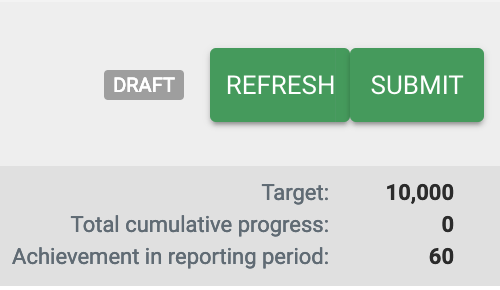 DRAFT REFRESH SUBMIT
Target: 10,000
Total cumulative progress: 0
Achievement in reporting period: 60